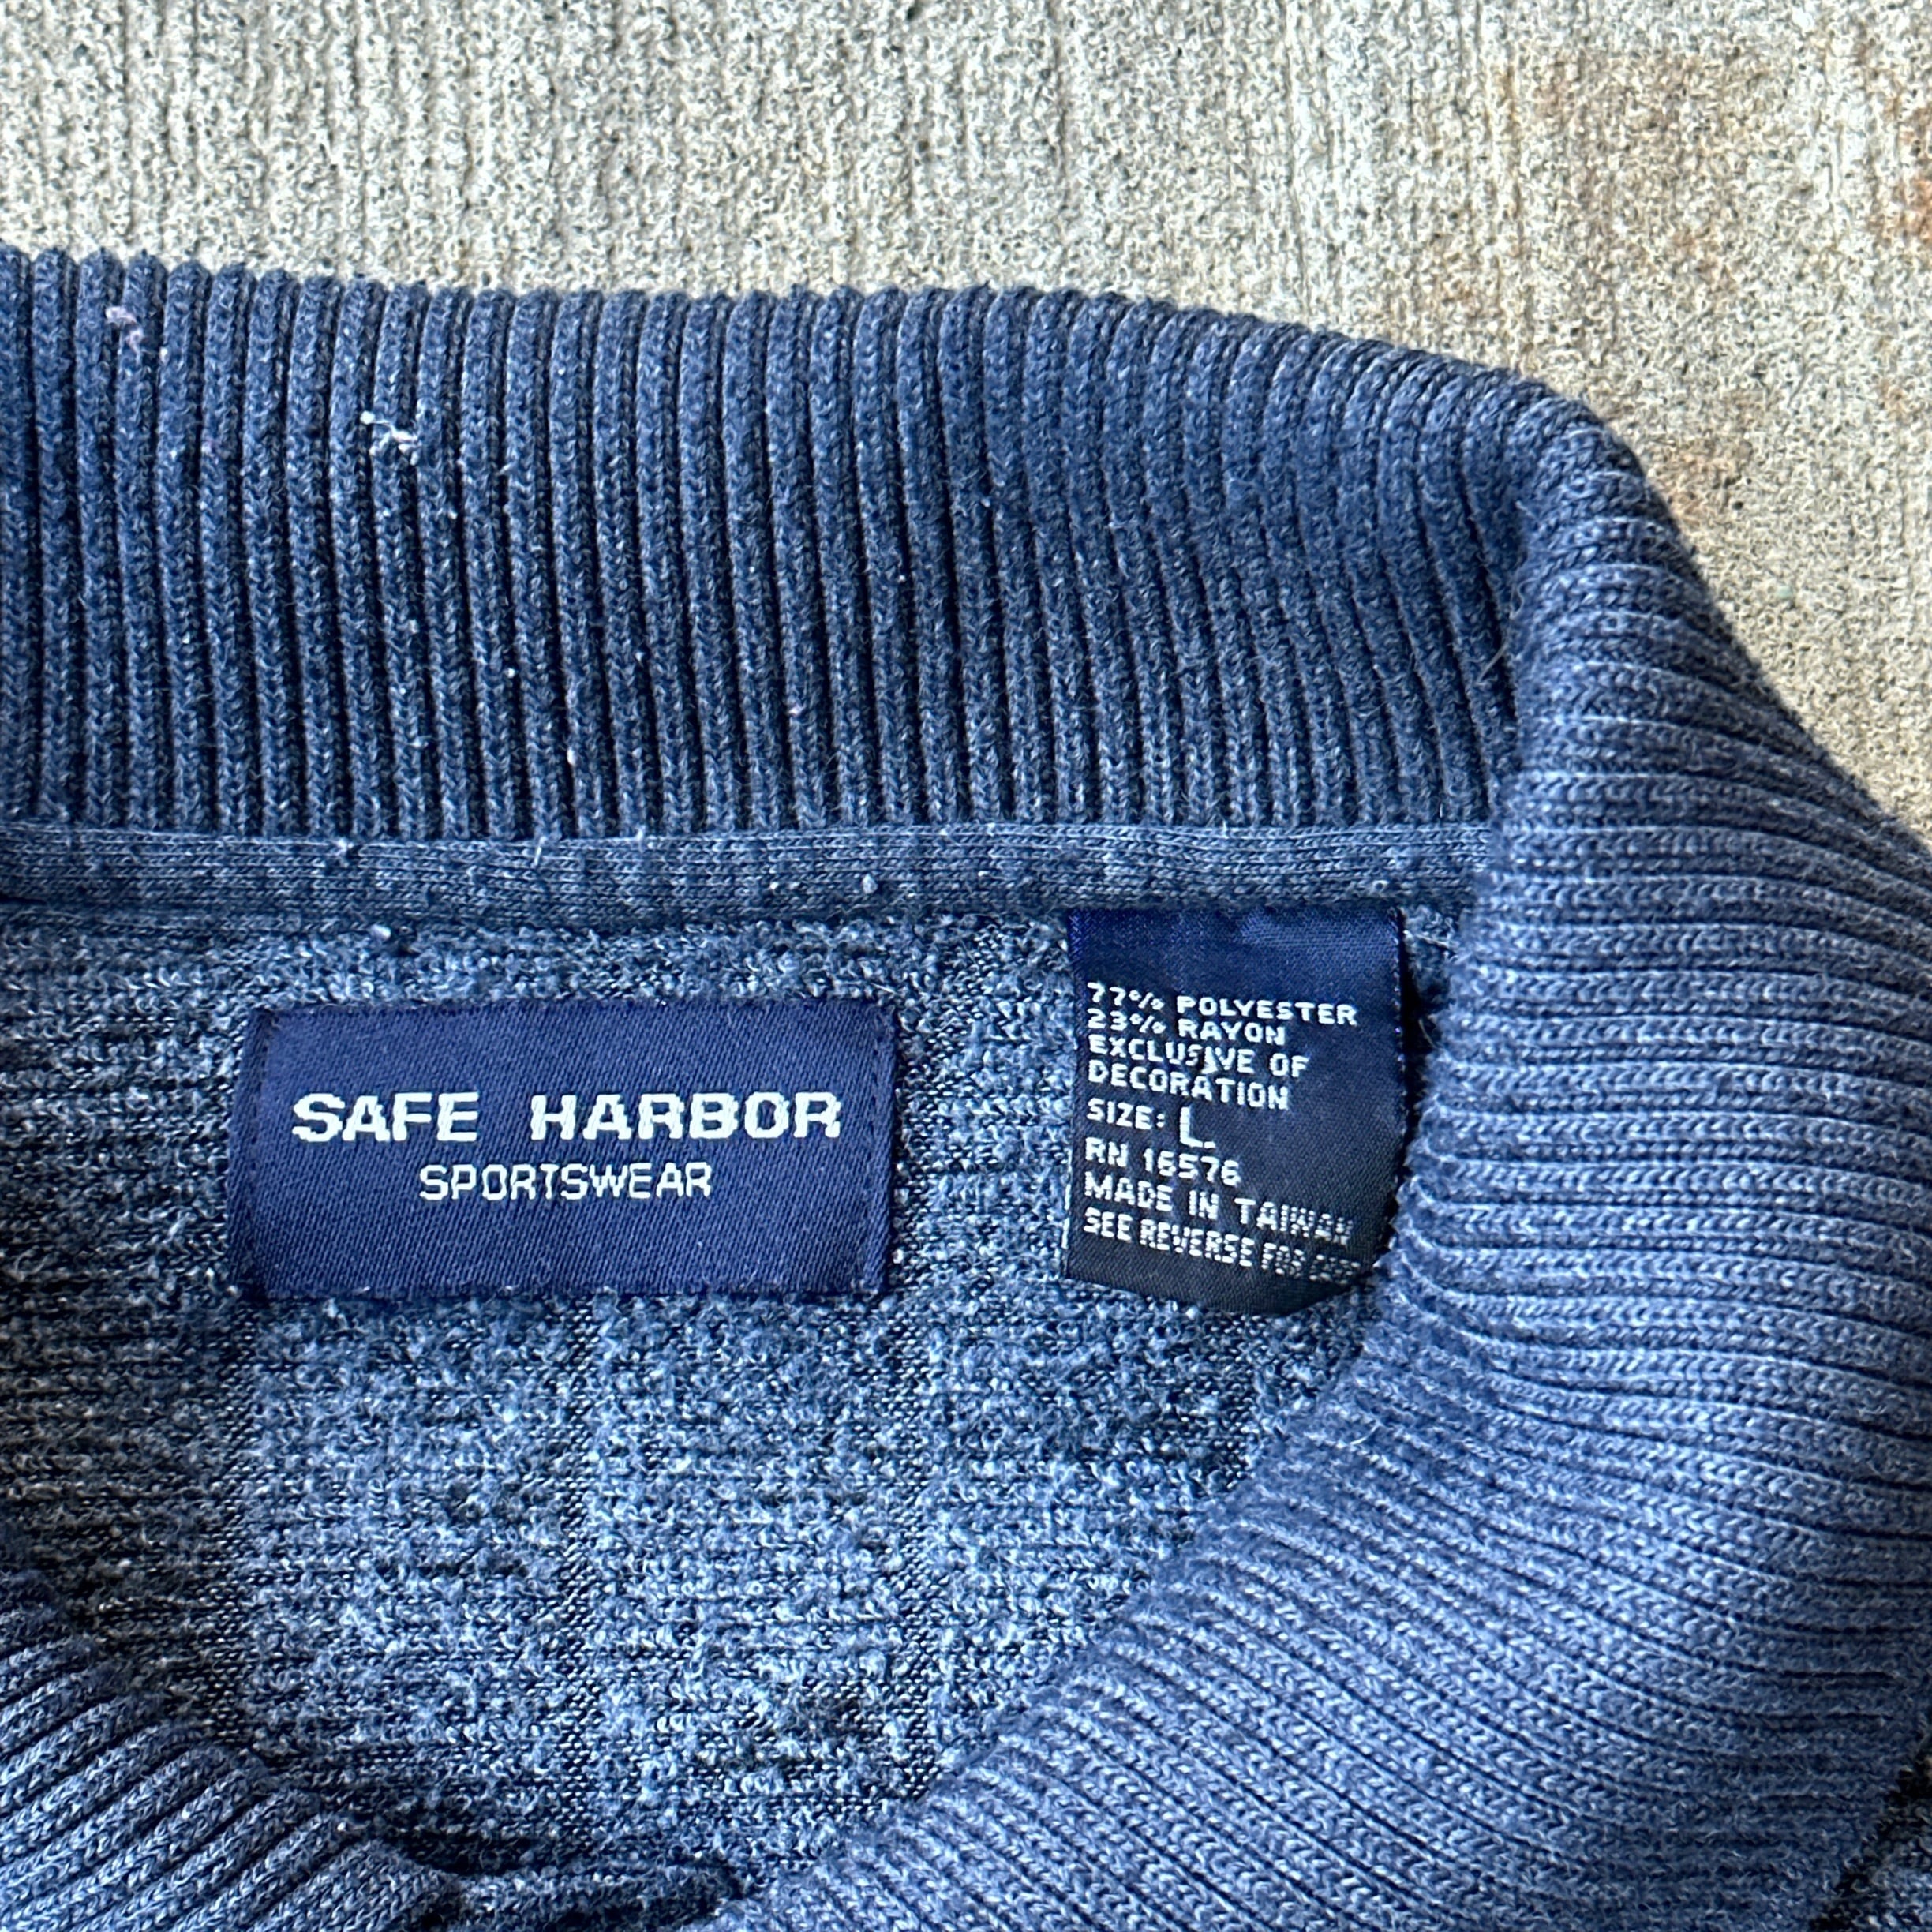 SAFE HARBOR
SPORTSWEAR
77% POLYESTER
23% RAYON
EXCLUSIVE OF
DECORATION
SIZE: L
RN 16576
MADE IN TAIWAN
SEE REVERSE FOR